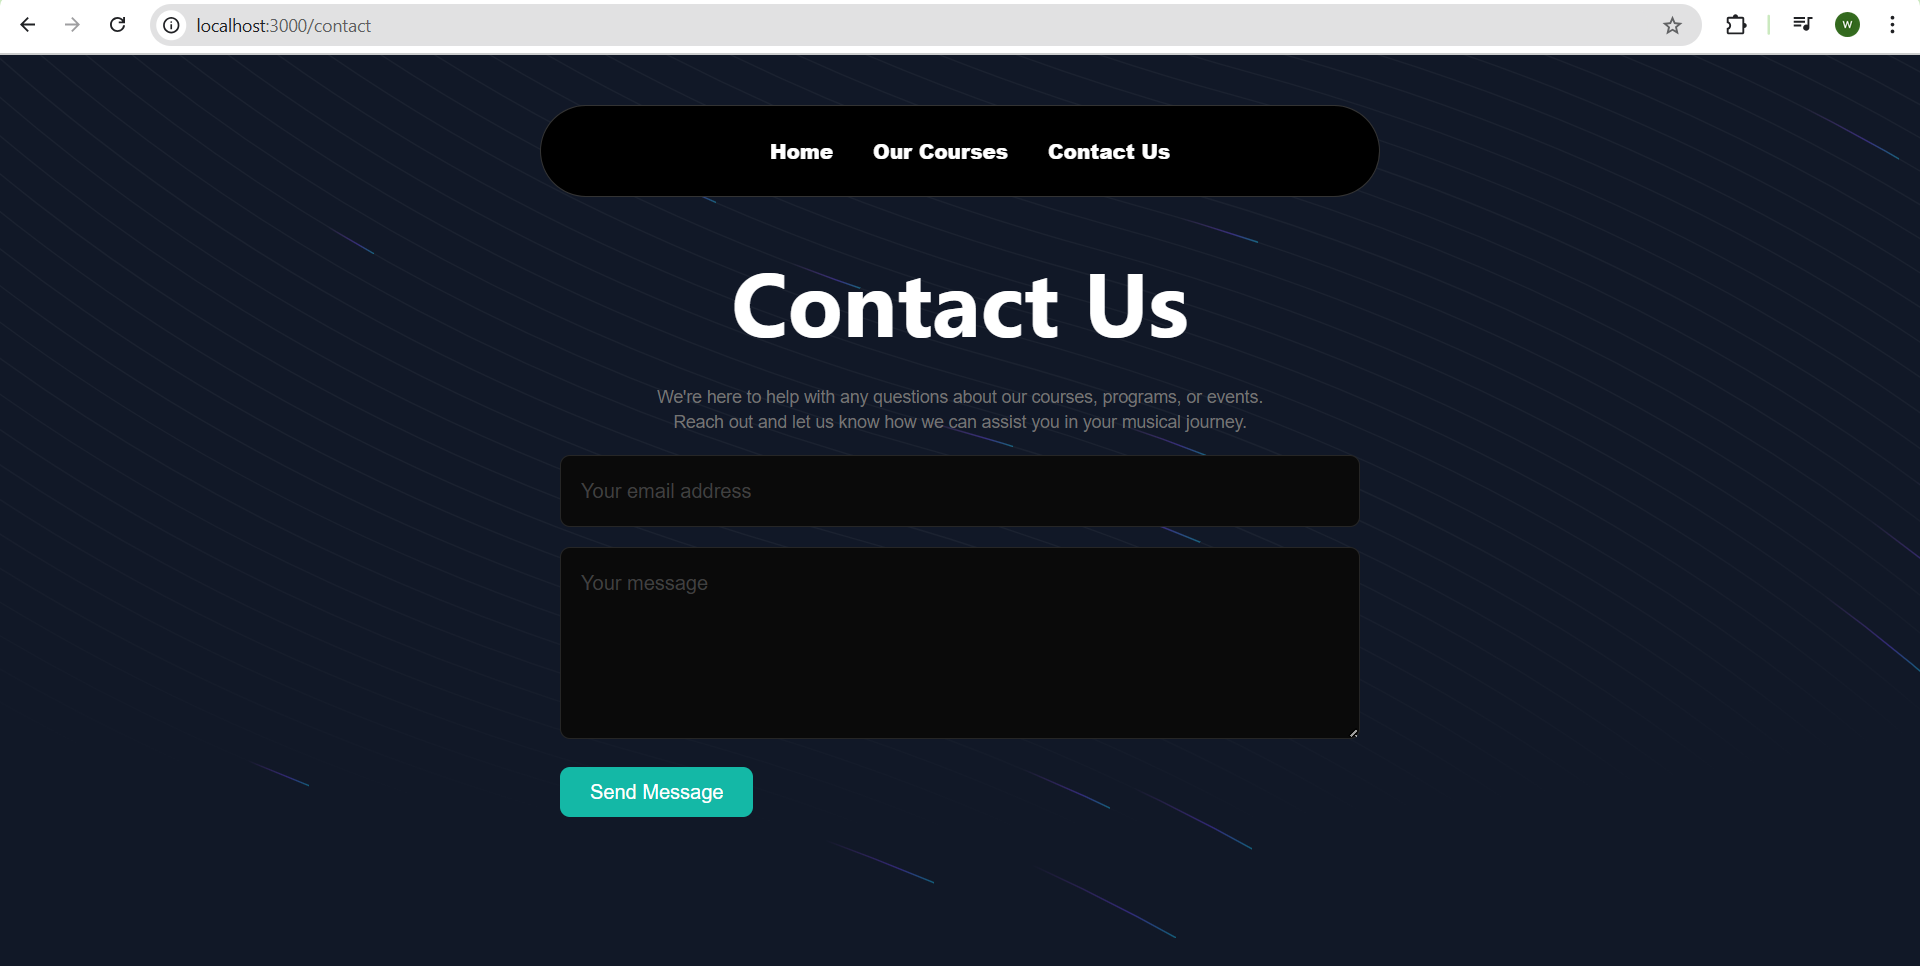 localhost:3000/contact
W
Home Our Courses Contact Us
Contact Us
We're here to help with any questions about our courses, programs, or events.
Reach out and let us know how we can assist you in your musical journey.
Your email address
Your message
Send Message